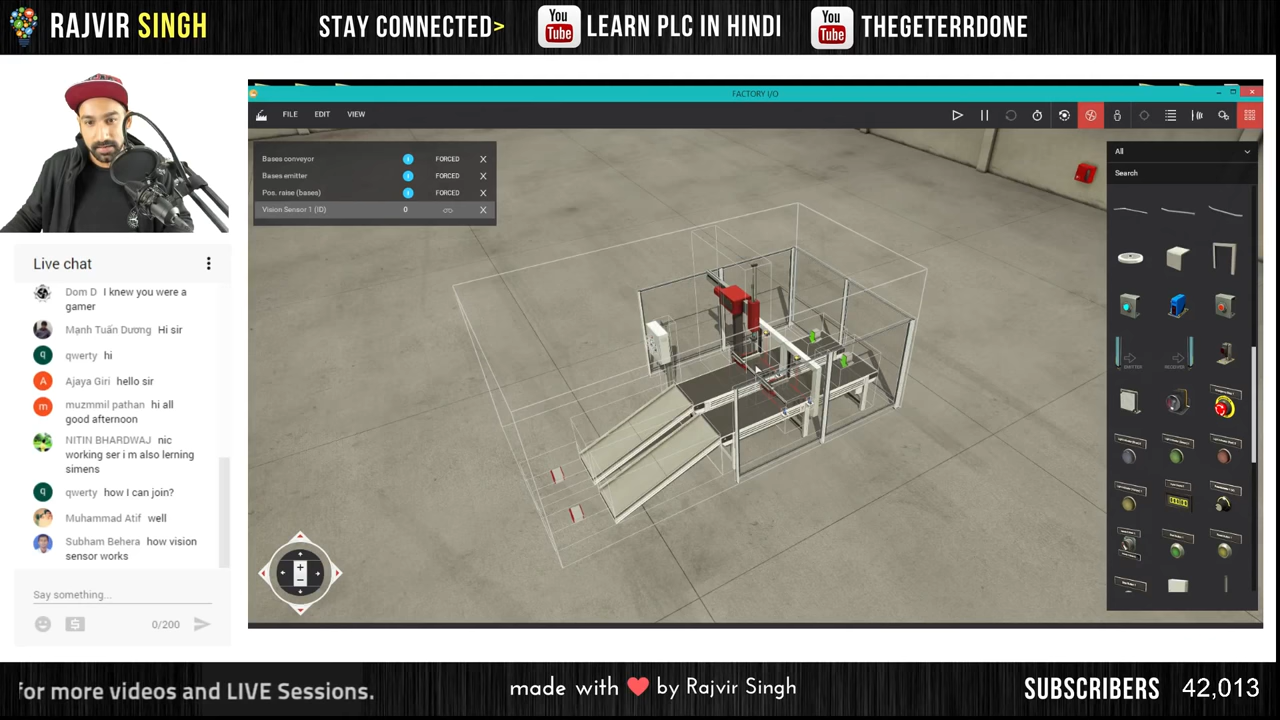 RAJVIR SINGH
STAY CONNECTED>
You Tube
LEARN PLC IN HINDI
You Tube
THEGETERRDONE
FACTORY I/O
FILE
EDIT
VIEW
Bases conveyor FORCED X
Bases emitter FORCED X
Pos. raise (bases) FORCED X
Vision Sensor 1 (ID) 0 X
All
Search
EMITTER
RECEIVER
Live chat
Dom D I knew you were a
gamer
Mạnh Tuấn Dương Hi sir
qwerty hi
Ajaya Giri hello sir
muzmmil pathan hi all
good afternoon
NITIN BHARDWAJ nic
working ser i m also lerning
simens
qwerty how I can join?
Muhammad Atif well
Subham Behera how vision
sensor works
Say something...
0/200
for more videos and LIVE Sessions.
made with ❤ by Rajvir Singh
SUBSCRIBERS 42,013